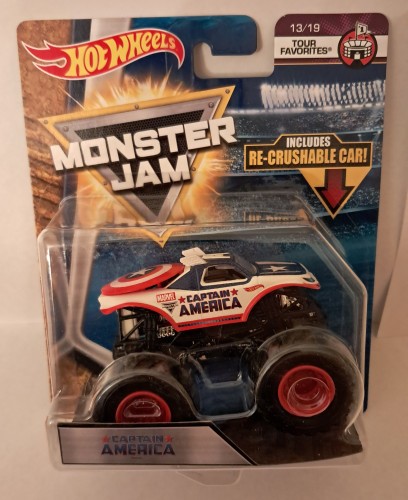 HOT WHEELS
13/19
TOUR
FAVORITES®
MONSTER
JAM
INCLUDES
RE-CRUSHABLE CAR!
MARVEL
CAPTAIN
AMERICA
CAPTAIN
AMERICA